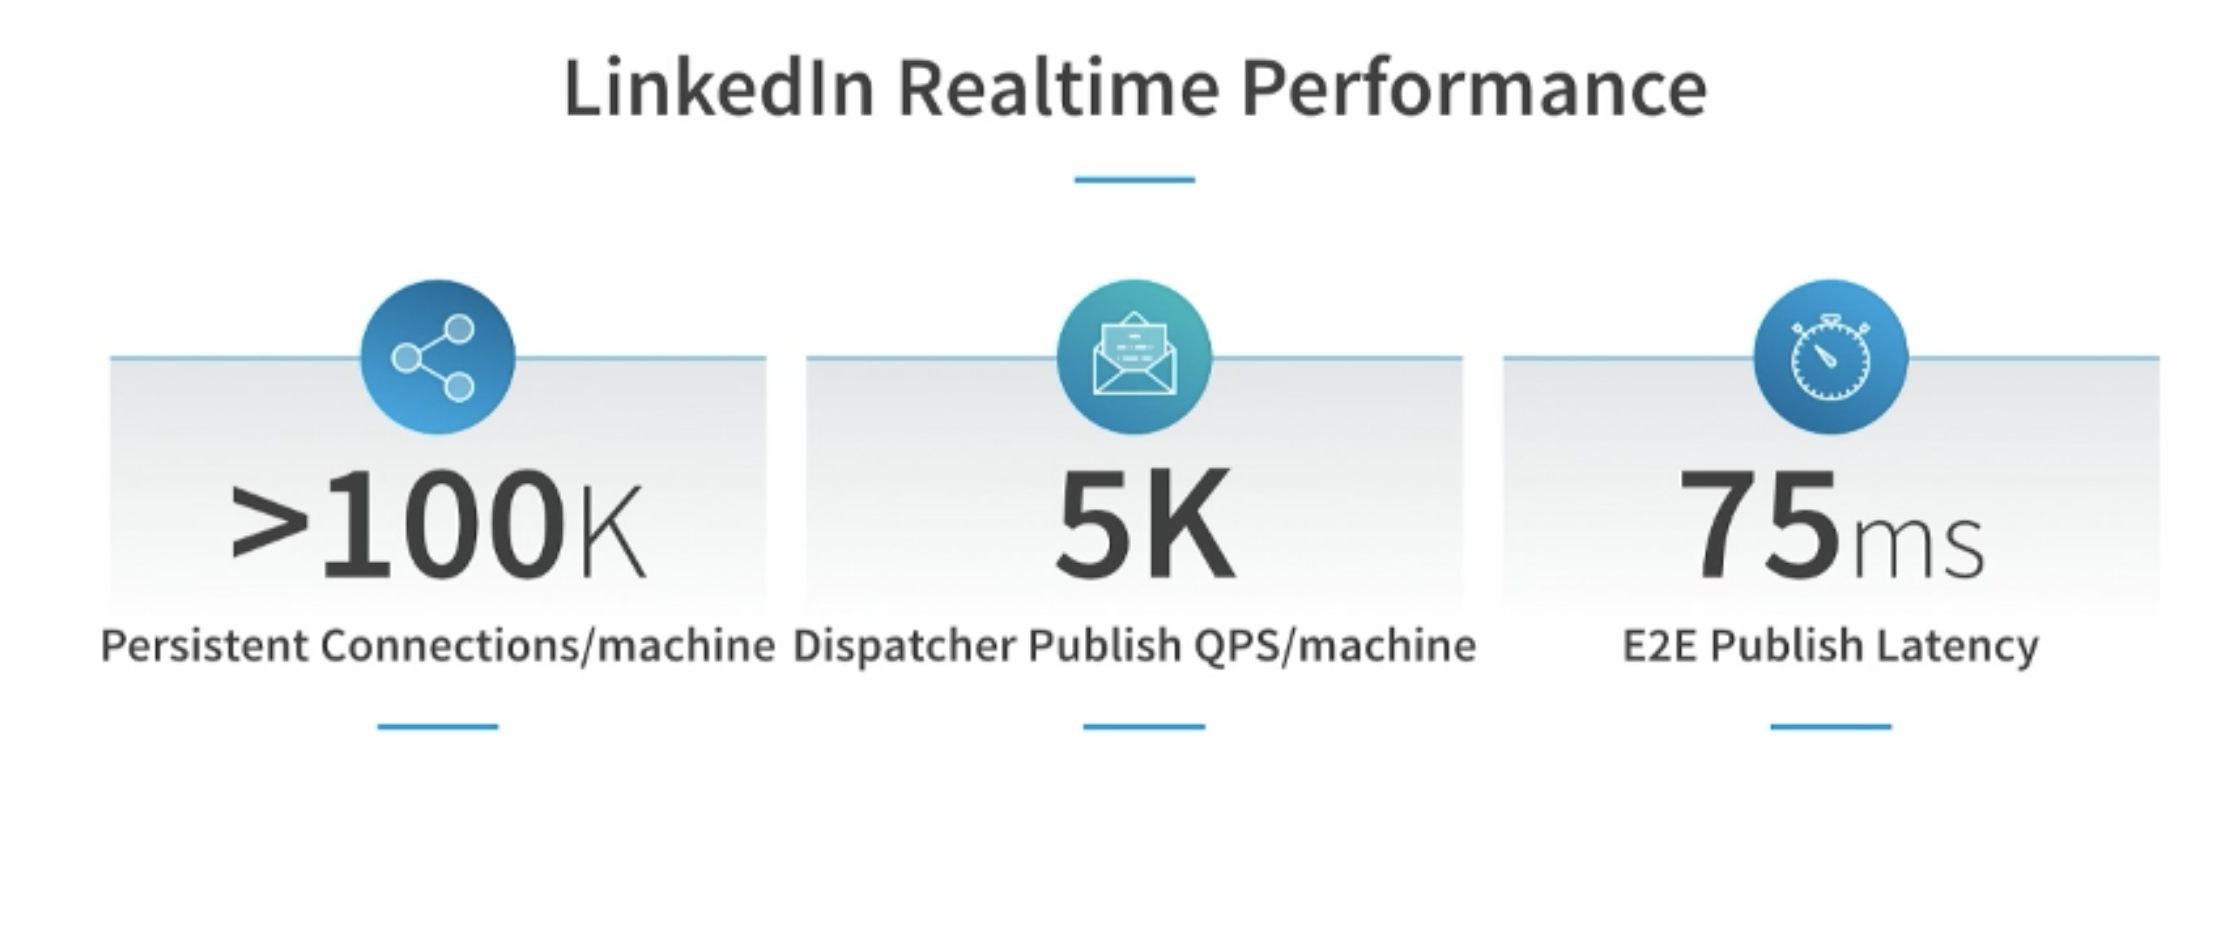 LinkedIn Realtime Performance
>100K
Persistent Connections/machine
5K
Dispatcher Publish QPS/machine
75ms
E2E Publish Latency